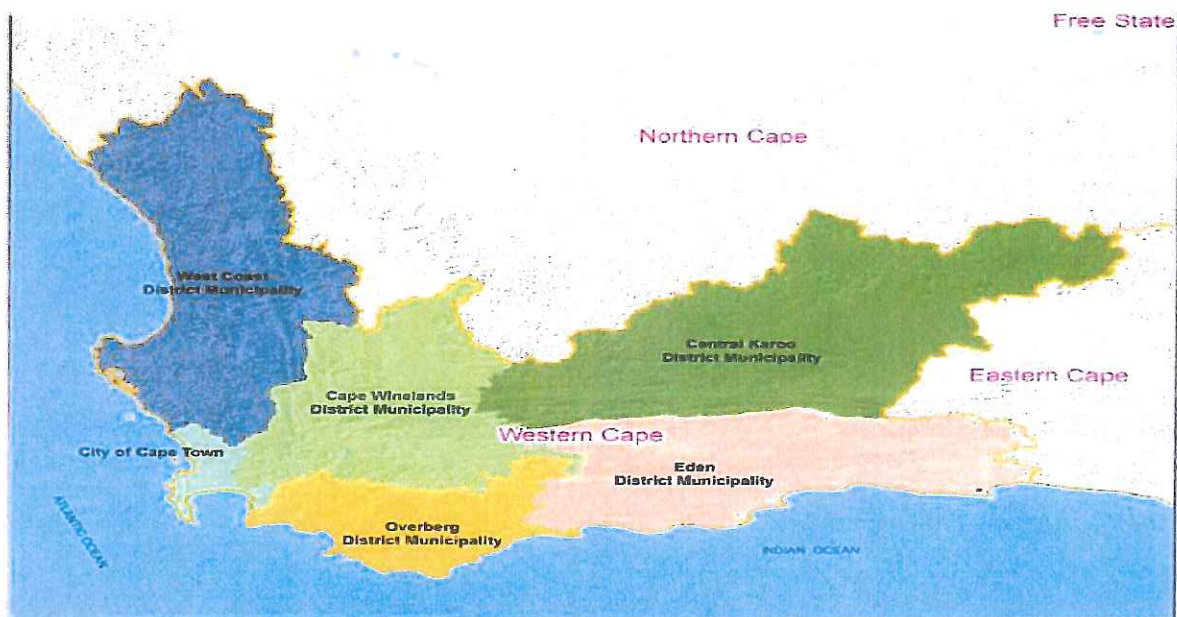 Free State
Northern Cape
West Coast
District Municipality
Central Karoo
District Municipality
Eastern Cape
Cape Winelands
District Municipality
Western Cape
City of Cape Town
Eden
District Municipality
Overberg
District Municipality
ATLANTIC OCEAN
INDIAN OCEAN